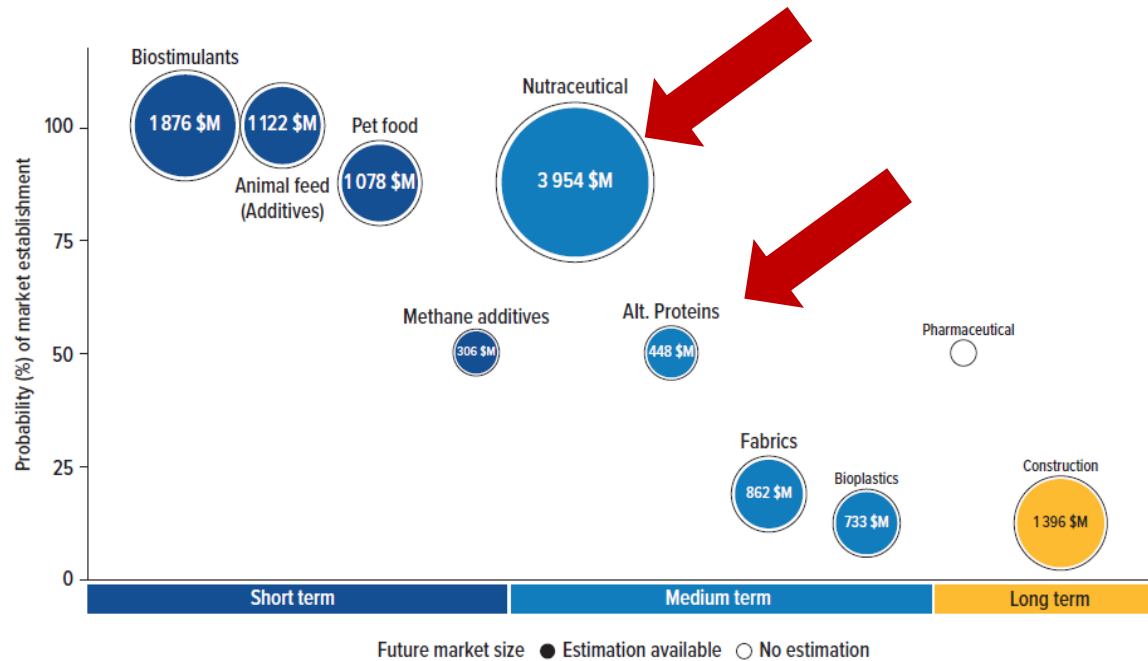 Biostimulants
1 876 $M
1 122 $M
Animal feed
(Additives)
Pet food
1 078 $M
Nutraceutical
3 954 $M
Methane additives
306 $M
Alt. Proteins
448 $M
Pharmaceutical
Fabrics
862 $M
Bioplastics
733 $M
Construction
1 396 $M
Probability (%) of market establishment
100
75
50
25
0
Short term
Medium term
Long term
Future market size ● Estimation available ○ No estimation